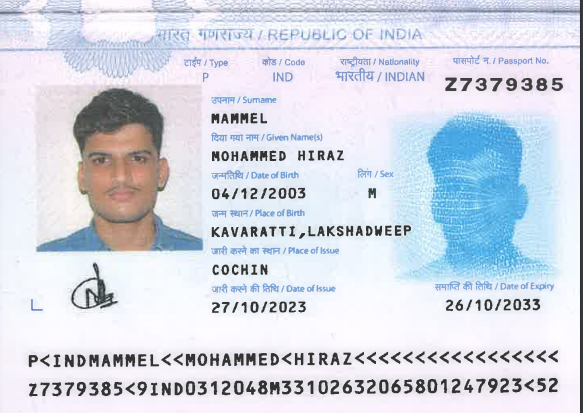 भारत गणराज्य / REPUBLIC OF INDIA
टाईप / Type कोड / Code राष्ट्रीयता / Nationality पासपोर्ट न. / Passport No.
P IND भारतीय / INDIAN Z7379385
उपनाम / Surname
MAMMEL
दिया गया नाम / Given Name(s)
MOHAMMED HIRAZ
जन्मतिथि / Date of Birth लिंग / Sex
04/12/2003 M
जन्म स्थान / Place of Birth
KAVARATTI,LAKSHADWEEP
जारी करने का स्थान / Place of Issue
COCHIN
जारी करने की तिथि / Date of Issue समाप्ति की तिथि / Date of Expiry
27/10/2023 26/10/2033
P<INDMAMMEL<<MOHAMMED<HIRAZ<<<<<<<<<<<<<<<<<
Z7379385<9IND0312048M33102632065801247923<52